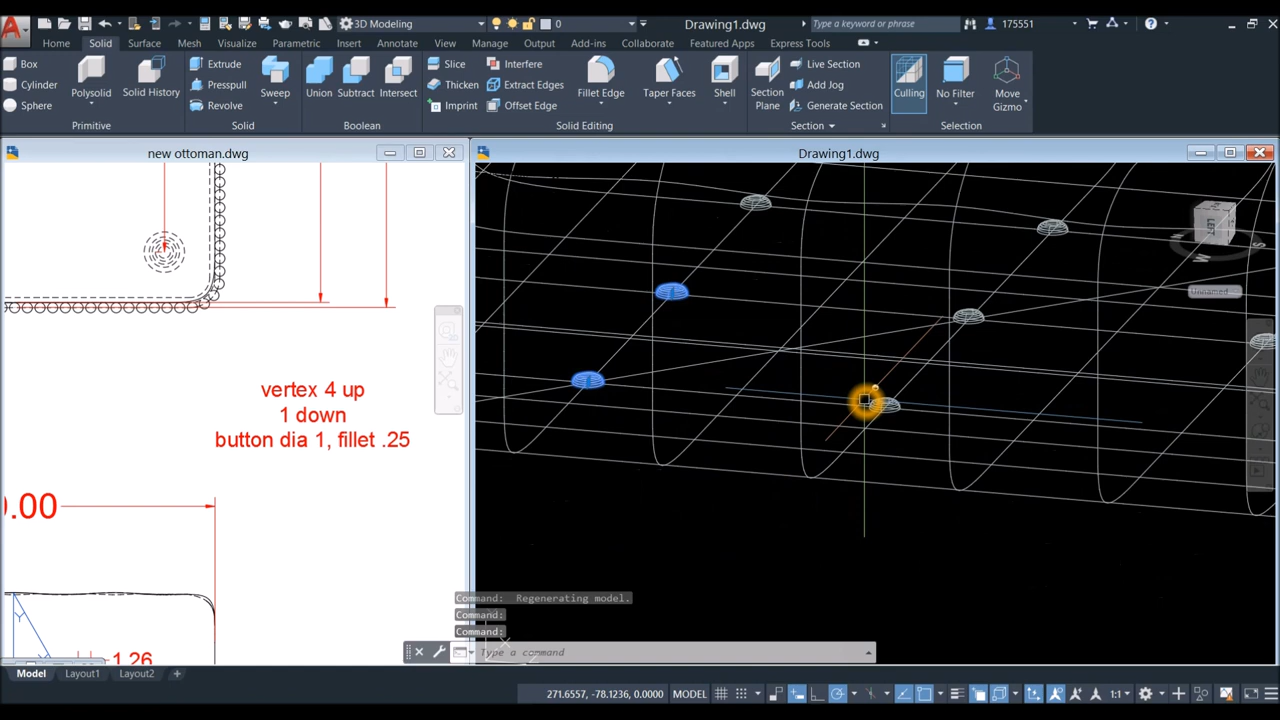 3D Modeling
0
Drawing1.dwg
Type a keyword or phrase
175551
Home
Solid
Surface
Mesh
Visualize
Parametric
Insert
Annotate
View
Manage
Output
Add-ins
Collaborate
Featured Apps
Express Tools
Box
Cylinder
Sphere
Polysolid
Solid History
Extrude
Presspull
Revolve
Sweep
Union
Subtract
Intersect
Slice
Thicken
Imprint
Interfere
Extract Edges
Offset Edge
Fillet Edge
Taper Faces
Shell
Section
Plane
Live Section
Add Jog
Generate Section
Culling
No Filter
Move
Gizmo
Primitive
Solid
Boolean
Solid Editing
Section
Selection
new ottoman.dwg
Drawing1.dwg
LEFT
S
Unnamed
vertex 4 up
1 down
button dia 1, fillet .25
0.00
1.26
Command: Regenerating model.
Command:
Command:
Type a command
Model
Layout1
Layout2
271.6557, -78.1236, 0.0000
MODEL
1:1